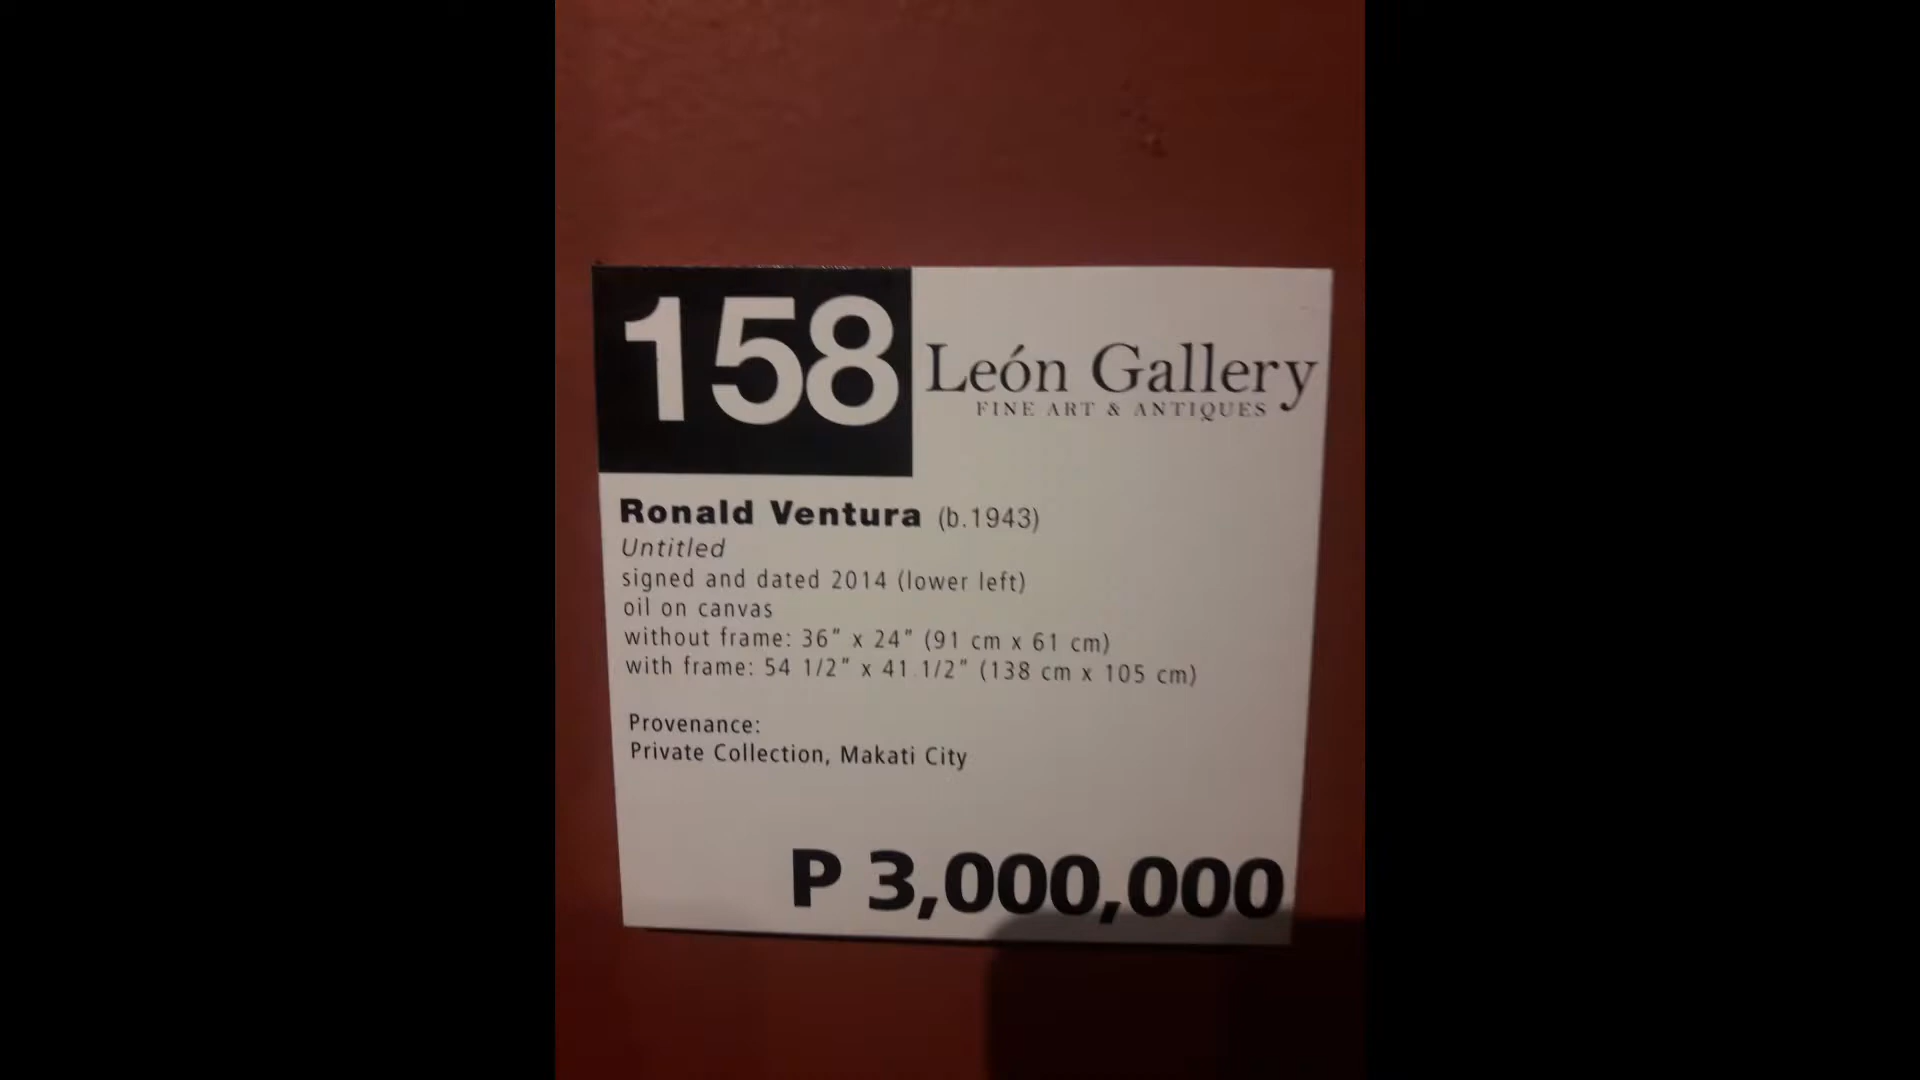 158
León Gallery
FINE ART & ANTIQUES
Ronald Ventura (b.1943)
Untitled
signed and dated 2014 (lower left)
oil on canvas
without frame: 36" x 24" (91 cm x 61 cm)
with frame: 54 1/2" x 41 1/2" (138 cm x 105 cm)
Provenance:
Private Collection, Makati City
P 3,000,000